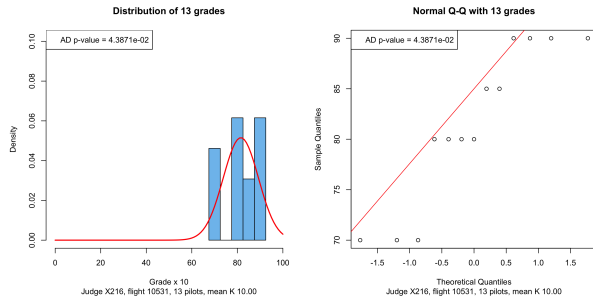 Distribution of 13 grades
AD p-value = 4.3871e-02
Density
0.00 0.02 0.04 0.06 0.08 0.10
0 20 40 60 80 100
Grade x 10
Judge X216, flight 10531, 13 pilots, mean K 10.00
Normal Q-Q with 13 grades
AD p-value = 4.3871e-02
Sample Quantiles
70 75 80 85 90
-1.5 -1.0 -0.5 0.0 0.5 1.0 1.5
Theoretical Quantiles
Judge X216, flight 10531, 13 pilots, mean K 10.00